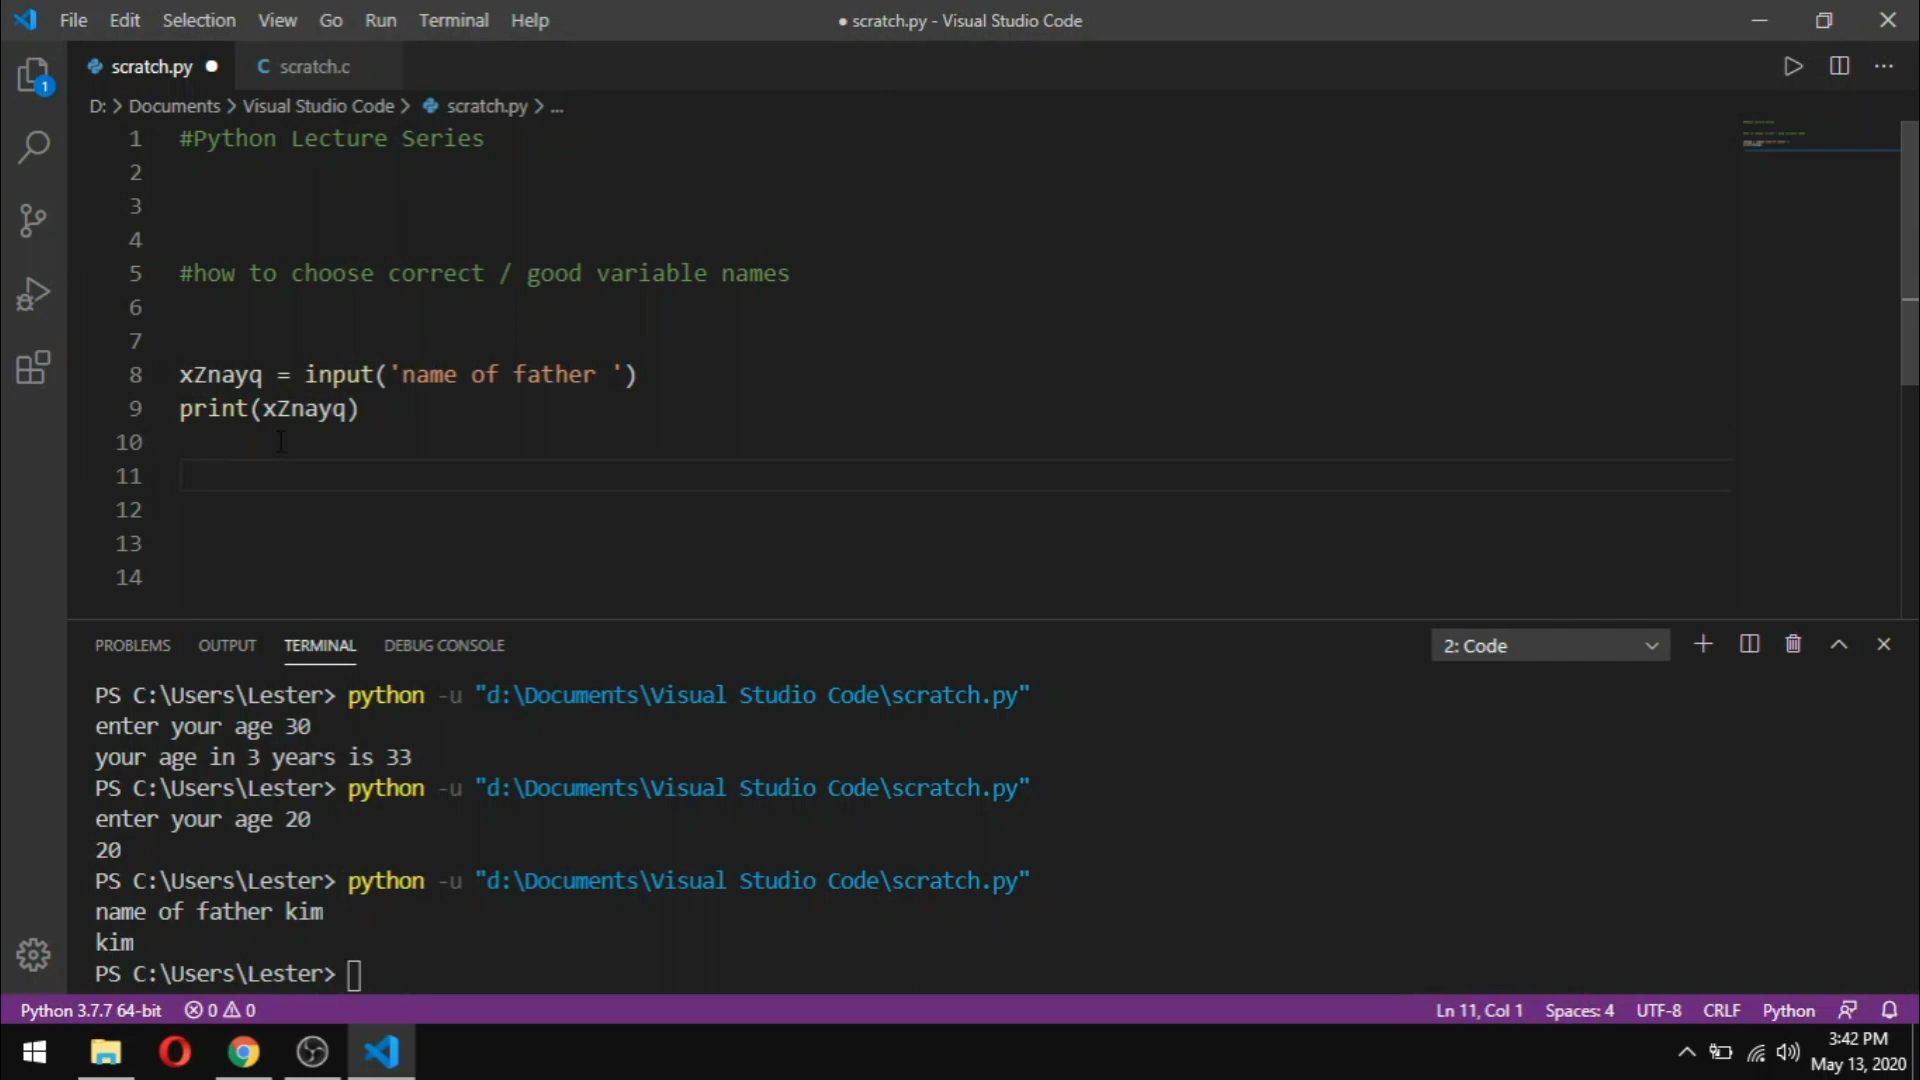 File Edit Selection View Go Run Terminal Help
● scratch.py - Visual Studio Code
1
scratch.py ●
C scratch.c
D: > Documents > Visual Studio Code > scratch.py > ...
1 #Python Lecture Series
2
3
4
5 #how to choose correct / good variable names
6
7
8 xZnayq = input('name of father ')
9 print(xZnayq)
10
11
12
13
14
PROBLEMS OUTPUT TERMINAL DEBUG CONSOLE
2: Code
PS C:\Users\Lester> python -u "d:\Documents\Visual Studio Code\scratch.py"
enter your age 30
your age in 3 years is 33
PS C:\Users\Lester> python -u "d:\Documents\Visual Studio Code\scratch.py"
enter your age 20
20
PS C:\Users\Lester> python -u "d:\Documents\Visual Studio Code\scratch.py"
name of father kim
kim
PS C:\Users\Lester>
Python 3.7.7 64-bit 0 0
Ln 11, Col 1 Spaces: 4 UTF-8 CRLF Python
3:42 PM
May 13, 2020